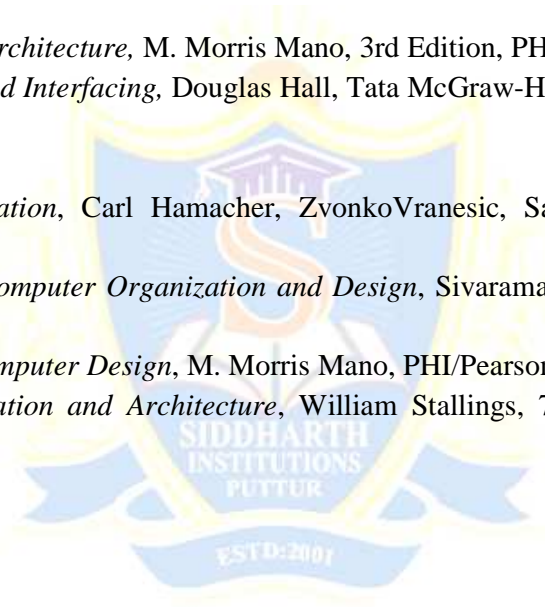 rchitecture, M. Morris Mano, 3rd Edition, PH
d Interfacing, Douglas Hall, Tata McGraw-H
ation, Carl Hamacher, ZvonkoVranesic, Sa
omputer Organization and Design, Sivarama
mputer Design, M. Morris Mano, PHI/Pearson
ation and Architecture, William Stallings, 7
SIDDHARTH
INSTITUTIONS
PUTTUR
ESTD:2001